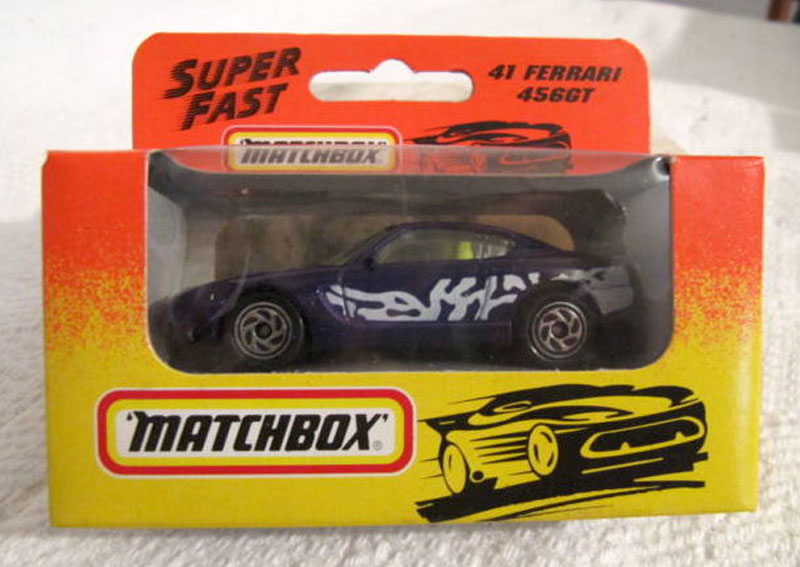 SUPER
FAST
41 FERRARI
456GT
MATCHBOX
MATCHBOX®